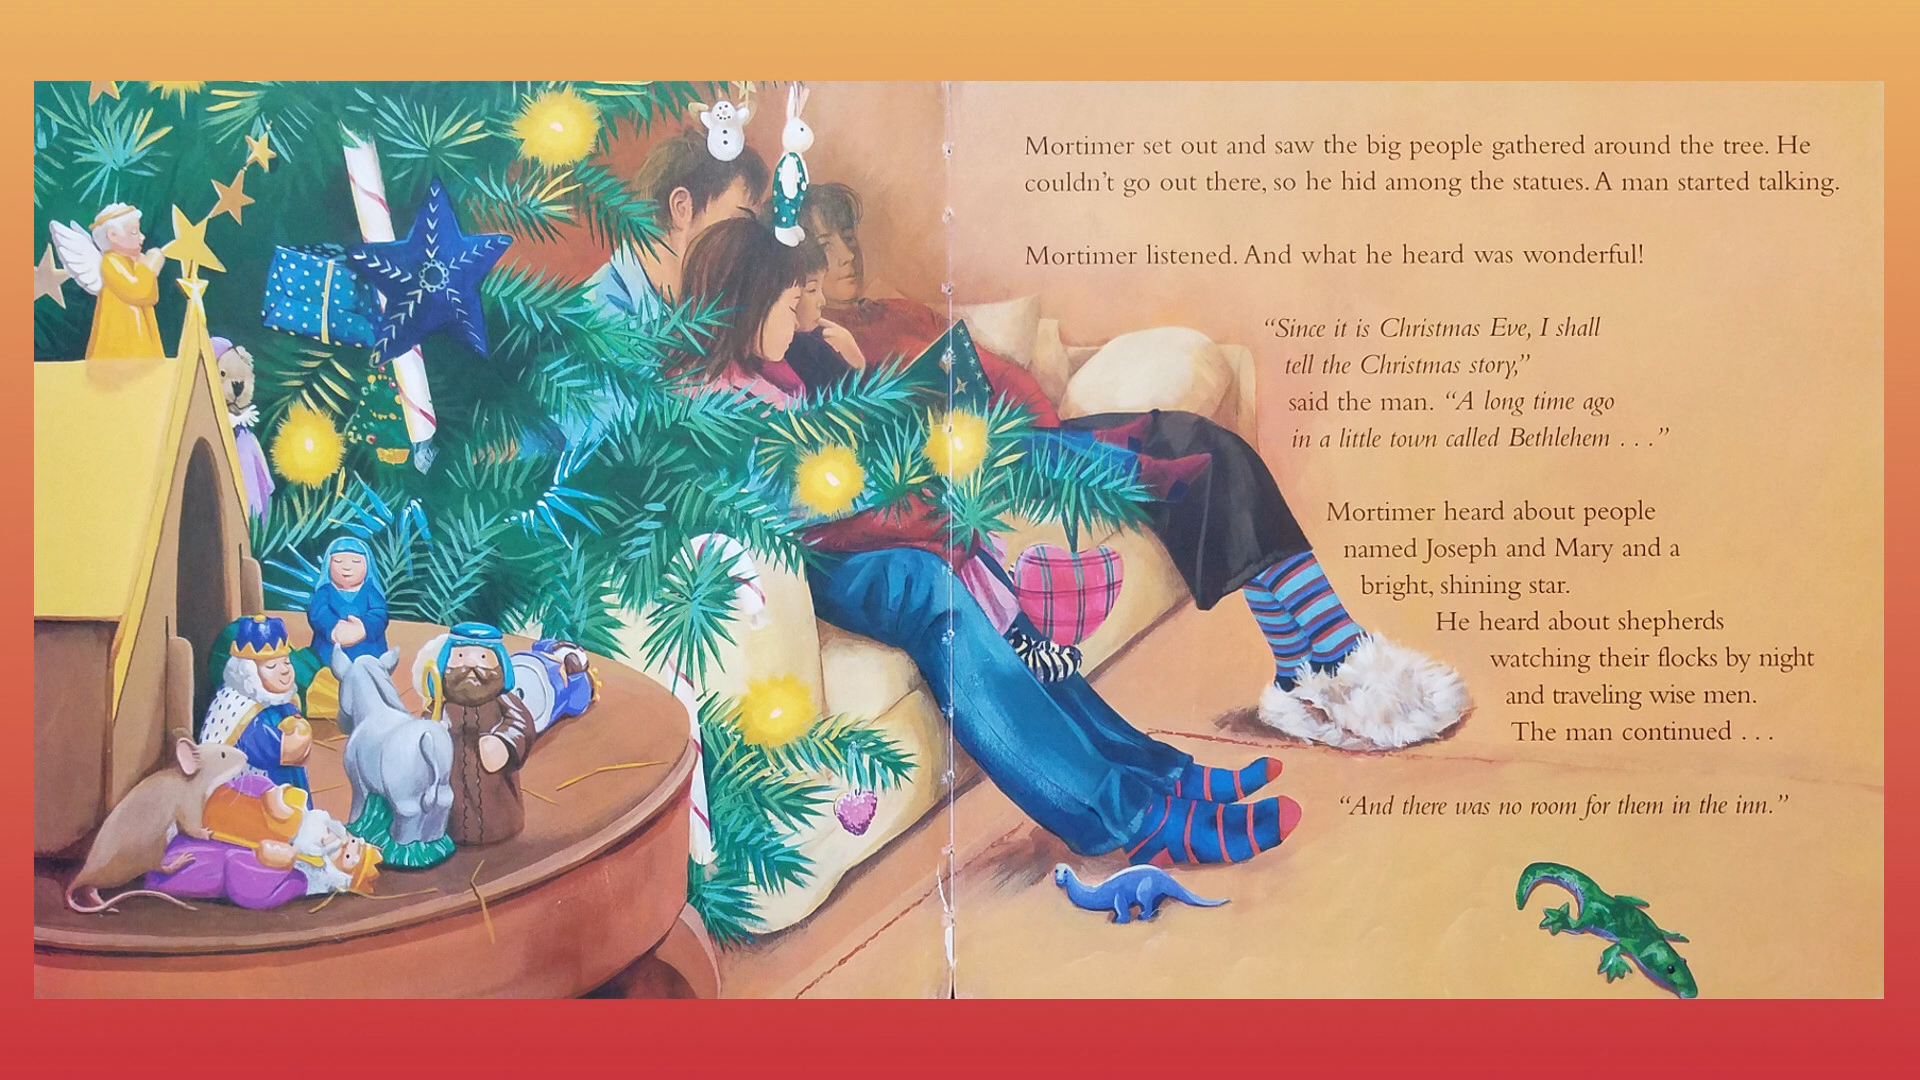 Mortimer set out and saw the big people gathered around the tree. He
couldn't go out there, so he hid among the statues. A man started talking.
Mortimer listened. And what he heard was wonderful!
“Since it is Christmas Eve, I shall
tell the Christmas story,”
said the man. “A long time ago
in a little town called Bethlehem . . .”
Mortimer heard about people
named Joseph and Mary and a
bright, shining star.
He heard about shepherds
watching their flocks by night
and traveling wise men.
The man continued . . .
“And there was no room for them in the inn.”